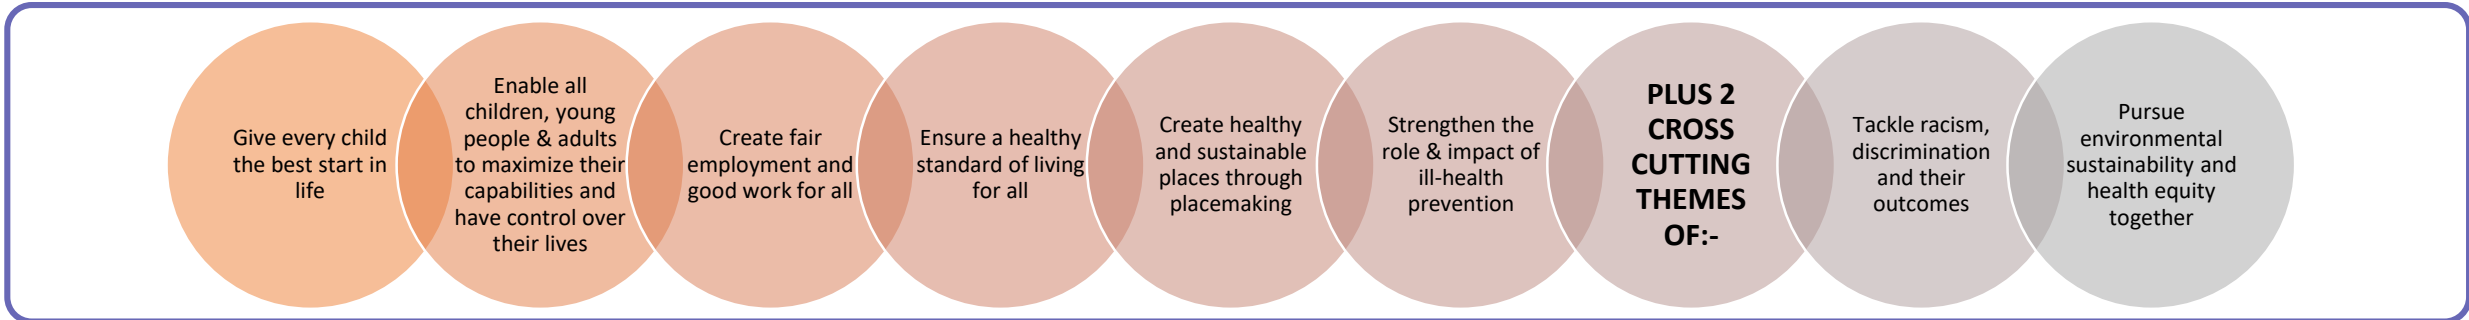 Give every child
the best start in
life
Enable all
children, young
people & adults
to maximize their
capabilities and
have control over
their lives
Create fair
employment and
good work for all
Ensure a healthy
standard of living
for all
Create healthy
and sustainable
places through
placemaking
Strengthen the
role & impact of
ill-health
prevention
PLUS 2
CROSS
CUTTING
THEMES
OF:-
Tackle racism,
discrimination
and their
outcomes
Pursue
environmental
sustainability and
health equity
together